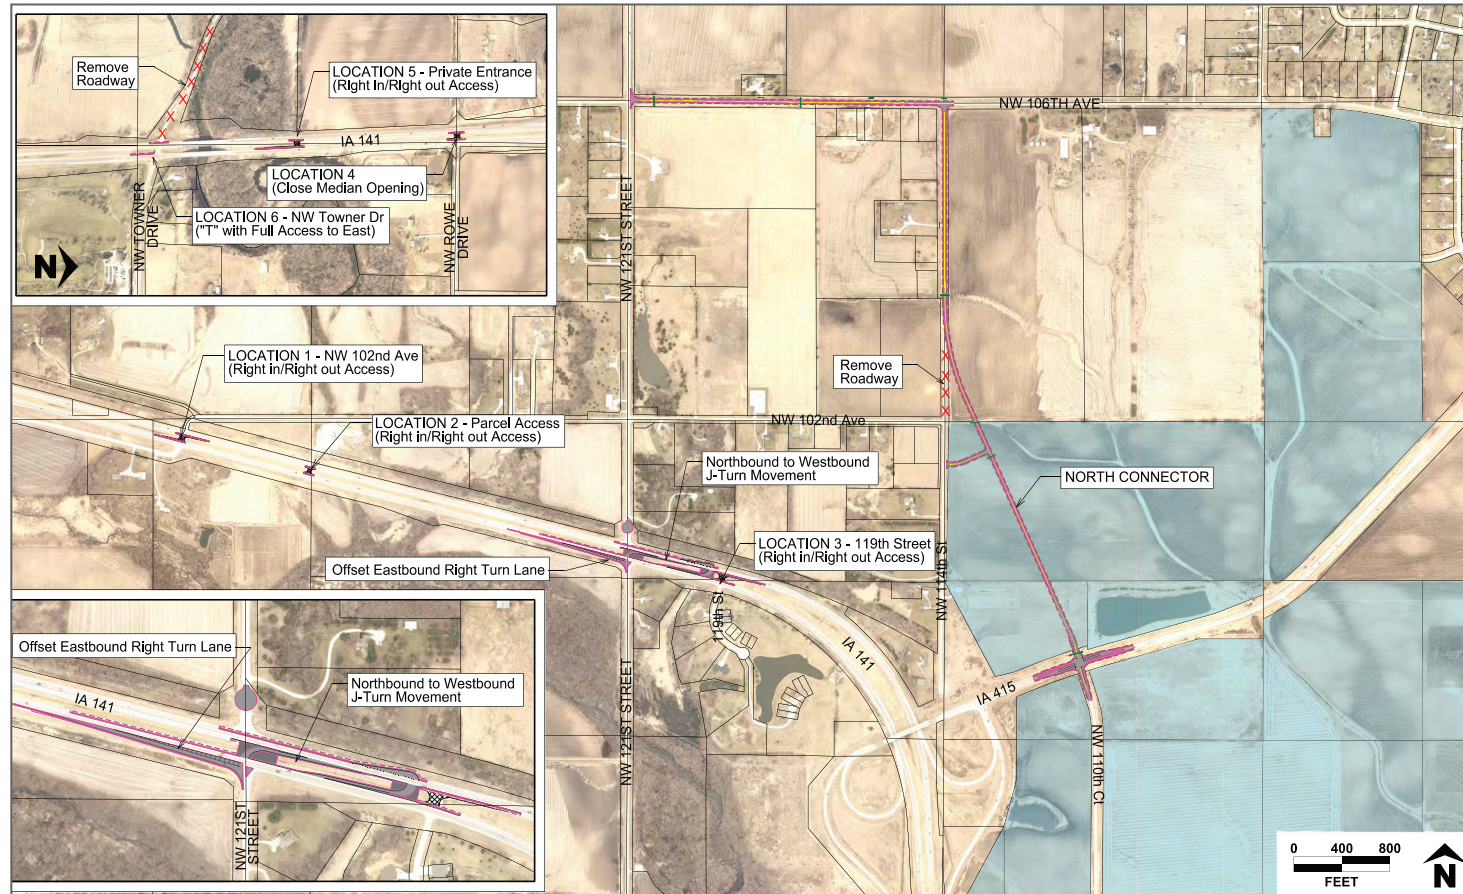 Remove
Roadway
LOCATION 5 - Private Entrance
(Right In/Right out Access)
IA 141
LOCATION 4
(Close Median Opening)
LOCATION 6 - NW Towner Dr
("T" with Full Access to East)
NW TOWNER
DRIVE
NW ROWE
DRIVE
N
NW 106TH AVE
NW 121ST STREET
LOCATION 1 - NW 102nd Ave
(Right in/Right out Access)
LOCATION 2 - Parcel Access
(Right in/Right out Access)
Remove
Roadway
NW 102nd Ave
Northbound to Westbound
J-Turn Movement
NORTH CONNECTOR
LOCATION 3 - 119th Street
(Right in/Right out Access)
Offset Eastbound Right Turn Lane
119th St
NW 114th St
IA 141
IA 415
NW 121ST STREET
NW 110th Ct
Offset Eastbound Right Turn Lane
Northbound to Westbound
J-Turn Movement
IA 141
NW 121ST
STREET
0 400 800
FEET
N